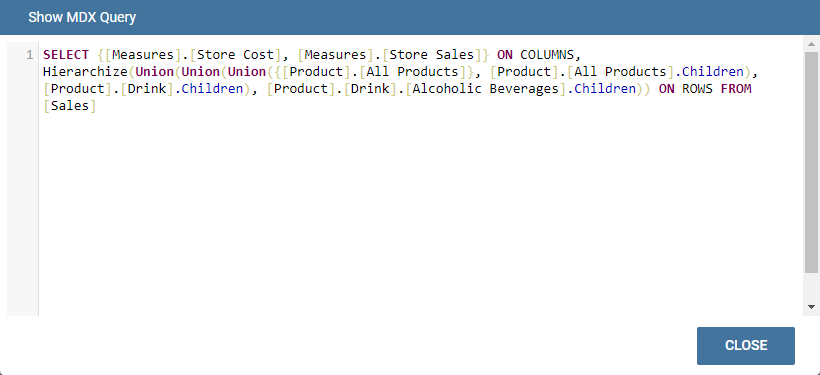 Show MDX Query
1 SELECT {[Measures].[Store Cost], [Measures].[Store Sales]} ON COLUMNS,
Hierarchize(Union(Union(Union({[Product].[All Products]}, [Product].[All Products].Children),
[Product].[Drink].Children), [Product].[Drink].[Alcoholic Beverages].Children)) ON ROWS FROM
[Sales]
CLOSE